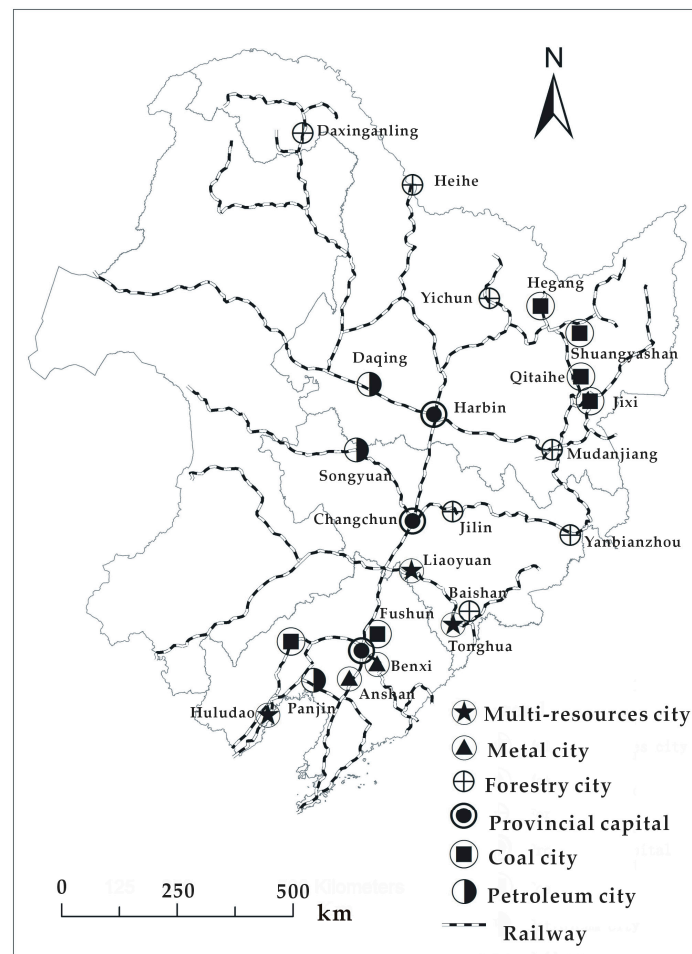 N
Daxinganling
Heihe
Yichun
Hegang
Shuangyashan
Daqing
Qitaihe
Harbin
Jixi
Mudanjiang
Songyuan
Changchun
Jilin
Yanbianzhou
Liaoyuan
Baishan
Fushun
Tonghua
Benxi
Anshan
Huludao
Panjin
Multi-resources city
Metal city
Forestry city
Provincial capital
Coal city
Petroleum city
Railway
0 125 250 500 Kilometers
km